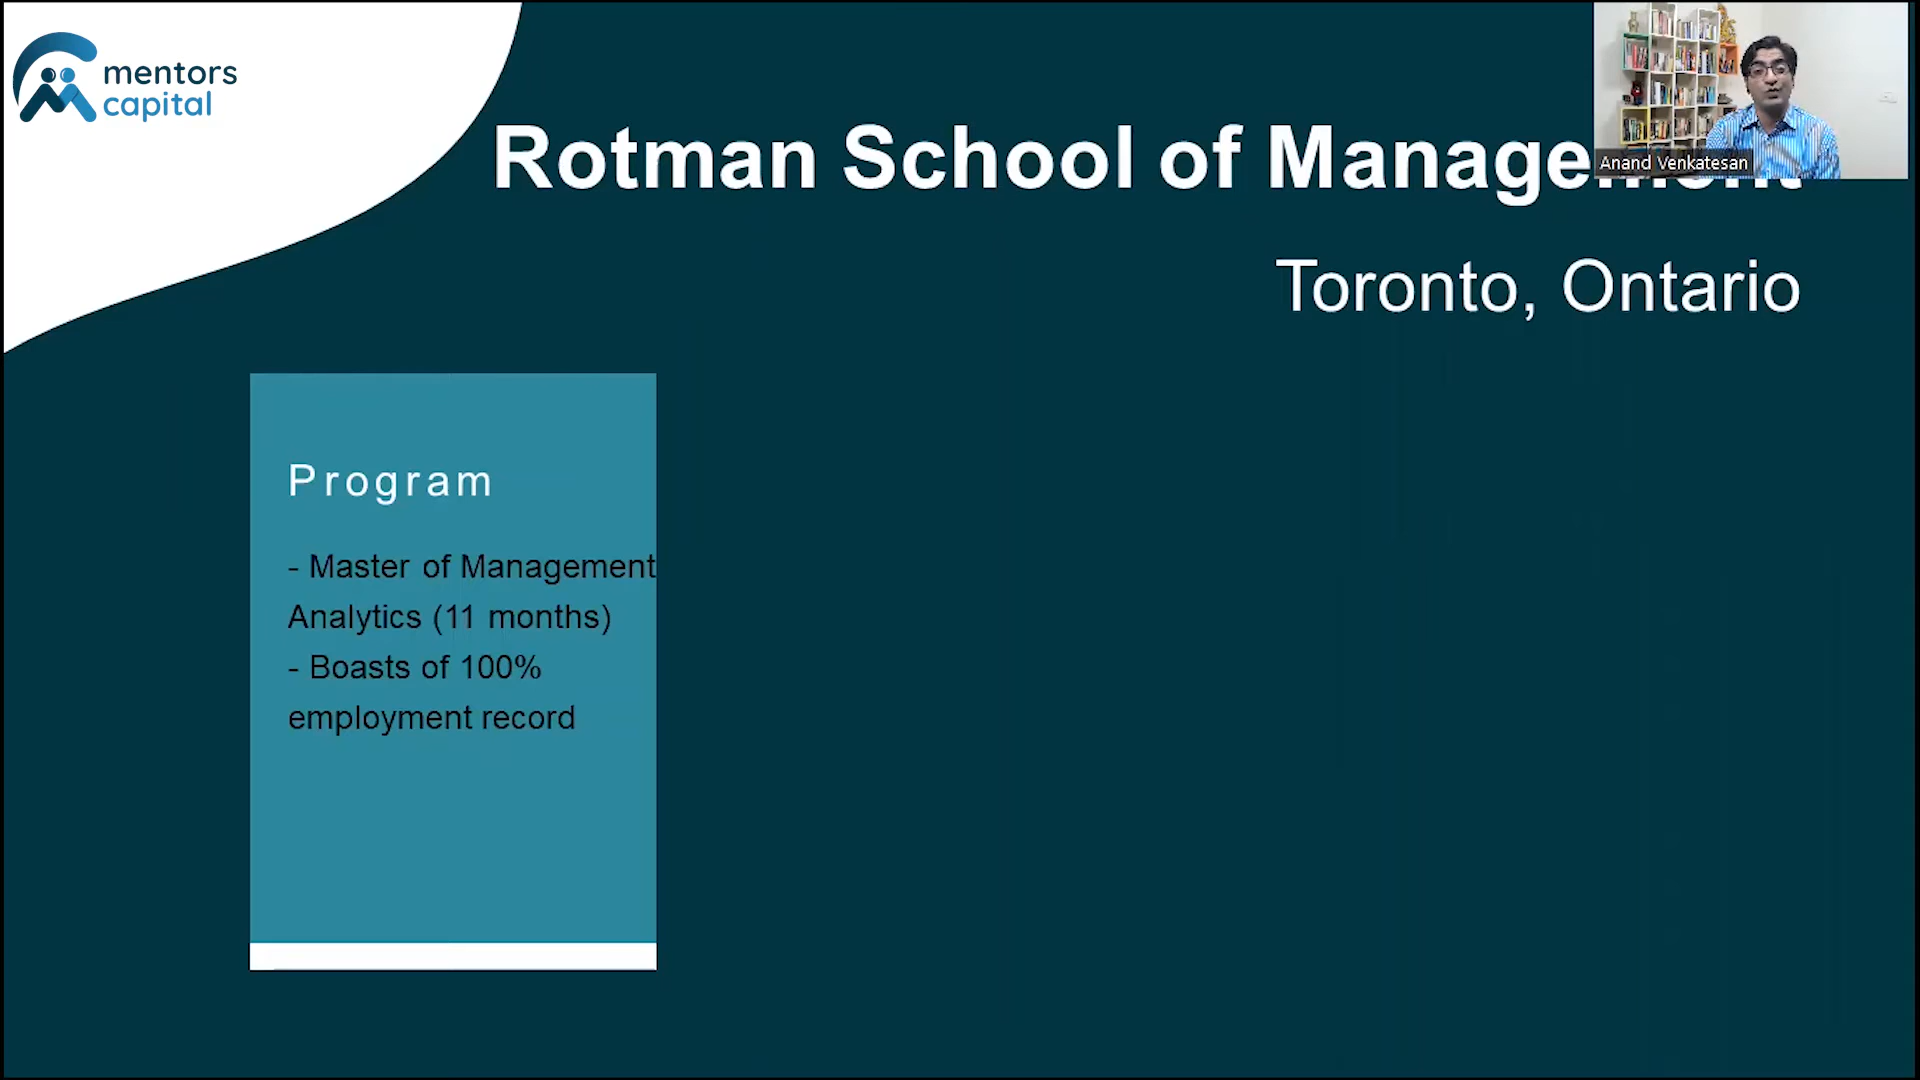 mentors
capital
Rotman School of Management
Anand Venkatesan
Toronto, Ontario
Program
- Master of Management
Analytics (11 months)
- Boasts of 100%
employment record